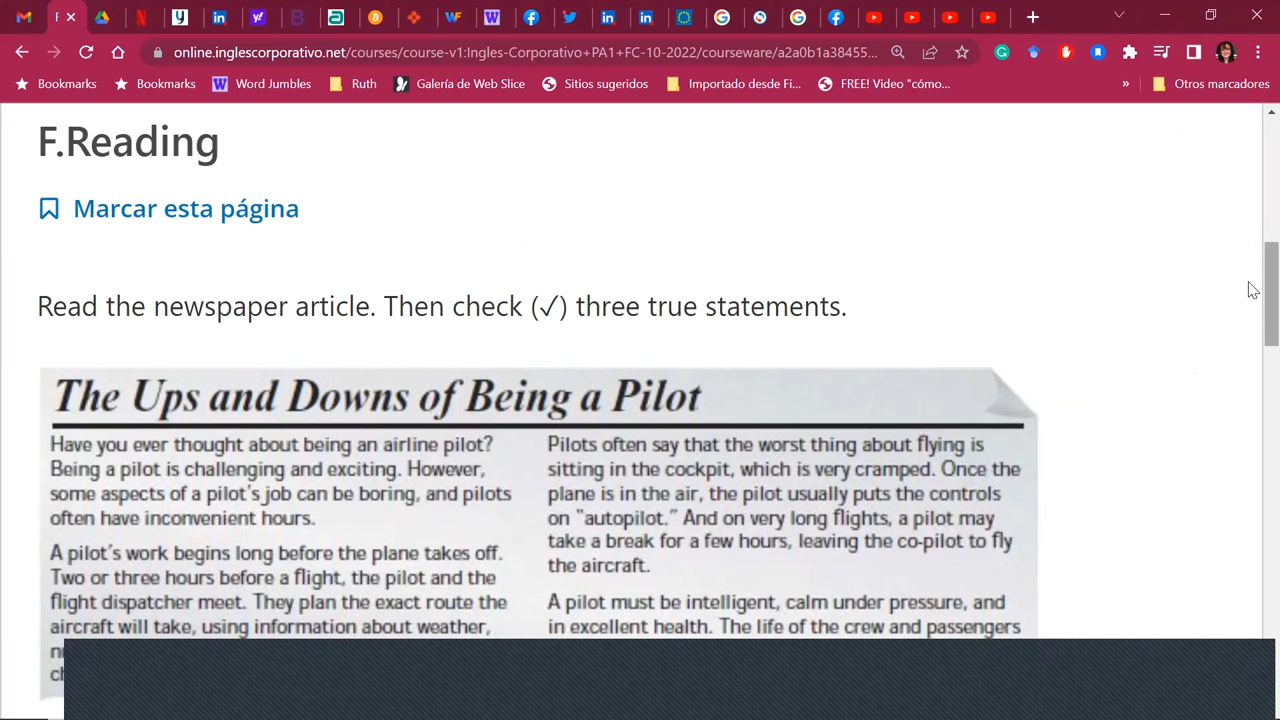 online.inglescorporativo.net/courses/course-v1:Ingles-Corporativo+PA1+FC-10-2022/courseware/a2a0b1a38455...
Bookmarks Bookmarks Word Jumbles Ruth Galería de Web Slice Sitios sugeridos Importado desde Fi... FREE! Video "cómo... » Otros marcadores
F.Reading
Marcar esta página
Read the newspaper article. Then check (✓) three true statements.
The Ups and Downs of Being a Pilot
Have you ever thought about being an airline pilot?
Being a pilot is challenging and exciting. However,
some aspects of a pilot's job can be boring, and pilots
often have inconvenient hours.
A pilot's work begins long before the plane takes off.
Two or three hours before a flight, the pilot and the
flight dispatcher meet. They plan the exact route the
aircraft will take, using information about weather,
Pilots often say that the worst thing about flying is
sitting in the cockpit, which is very cramped. Once the
plane is in the air, the pilot usually puts the controls
on "autopilot." And on very long flights, a pilot may
take a break for a few hours, leaving the co-pilot to fly
the aircraft.
A pilot must be intelligent, calm under pressure, and
in excellent health. The life of the crew and passengers